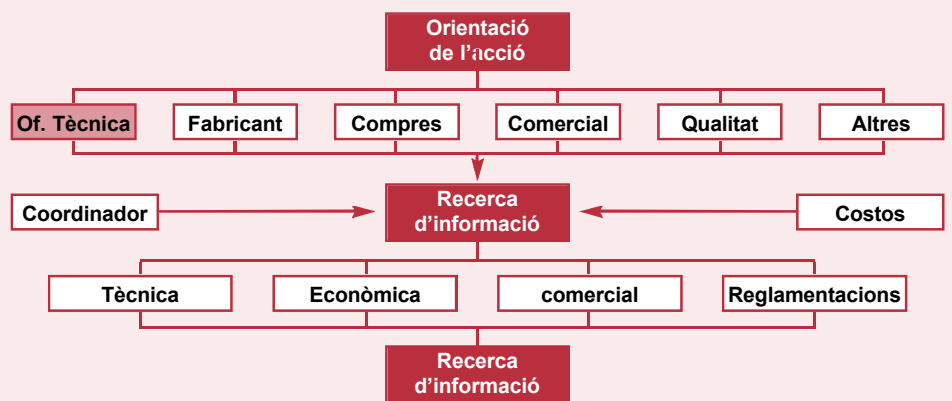 Orientació
de l'acció
Of. Tècnica
Fabricant
Compres
Comercial
Qualitat
Altres
Coordinador
Recerca
d'informació
Costos
Tècnica
Econòmica
comercial
Reglamentacions
Recerca
d'informació